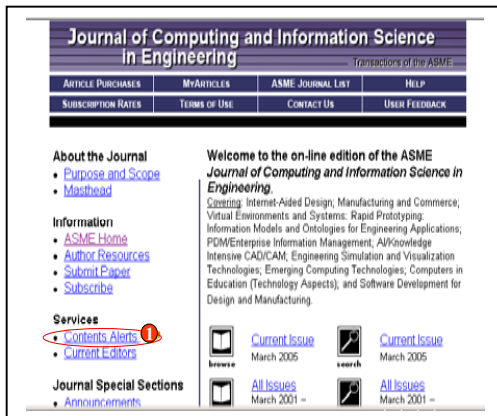 Journal of Computing and Information Science
in Engineering
Transactions of the ASME
ARTICLE PURCHASES MYARTICLES ASME JOURNAL LIST HELP
SUBSCRIPTION RATES TERMS OF USE CONTACT US USER FEEDBACK
About the Journal
• Purpose and Scope
• Masthead
Information
• ASME Home
• Author Resources
• Submit Paper
• Subscribe
Services
• Contents Alerts 1
• Current Editors
Journal Special Sections
• Announcements
Welcome to the on-line edition of the ASME
Journal of Computing and Information Science in
Engineering.
Covering: Internet-Aided Design; Manufacturing and Commerce;
Virtual Environments and Systems: Rapid Prototyping:
Information Models and Ontologies for Engineering Applications;
PDM/Enterprise Information Management; AI/Knowledge
Intensive CAD/CAM; Engineering Simulation and Visualization
Technologies; Emerging Computing Technologies; Computers in
Education (Technology Aspects); and Software Development for
Design and Manufacturing.
browse Current Issue
March 2005
search Current Issue
March 2005
All Issues
March 2001 –
All Issues
March 2001 –